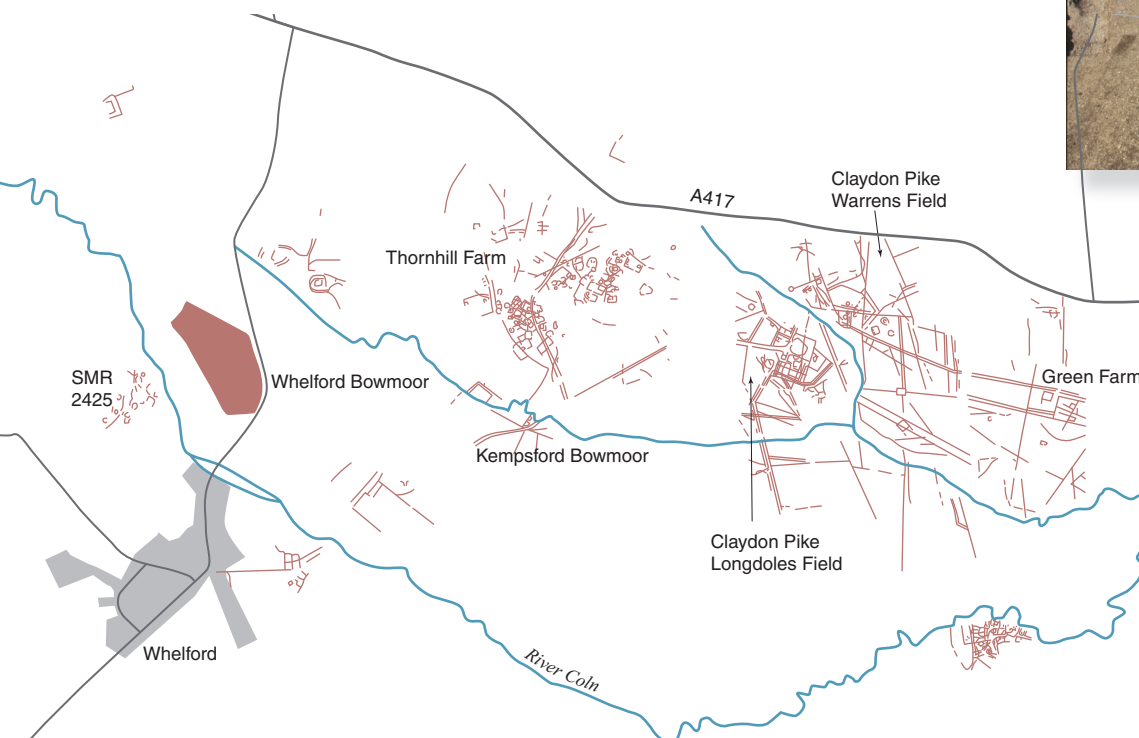 A417
Claydon Pike
Warrens Field
Thornhill Farm
SMR
2425
Whelford Bowmoor
Green Farm
Kempsford Bowmoor
Claydon Pike
Longdoles Field
Whelford
River Coln